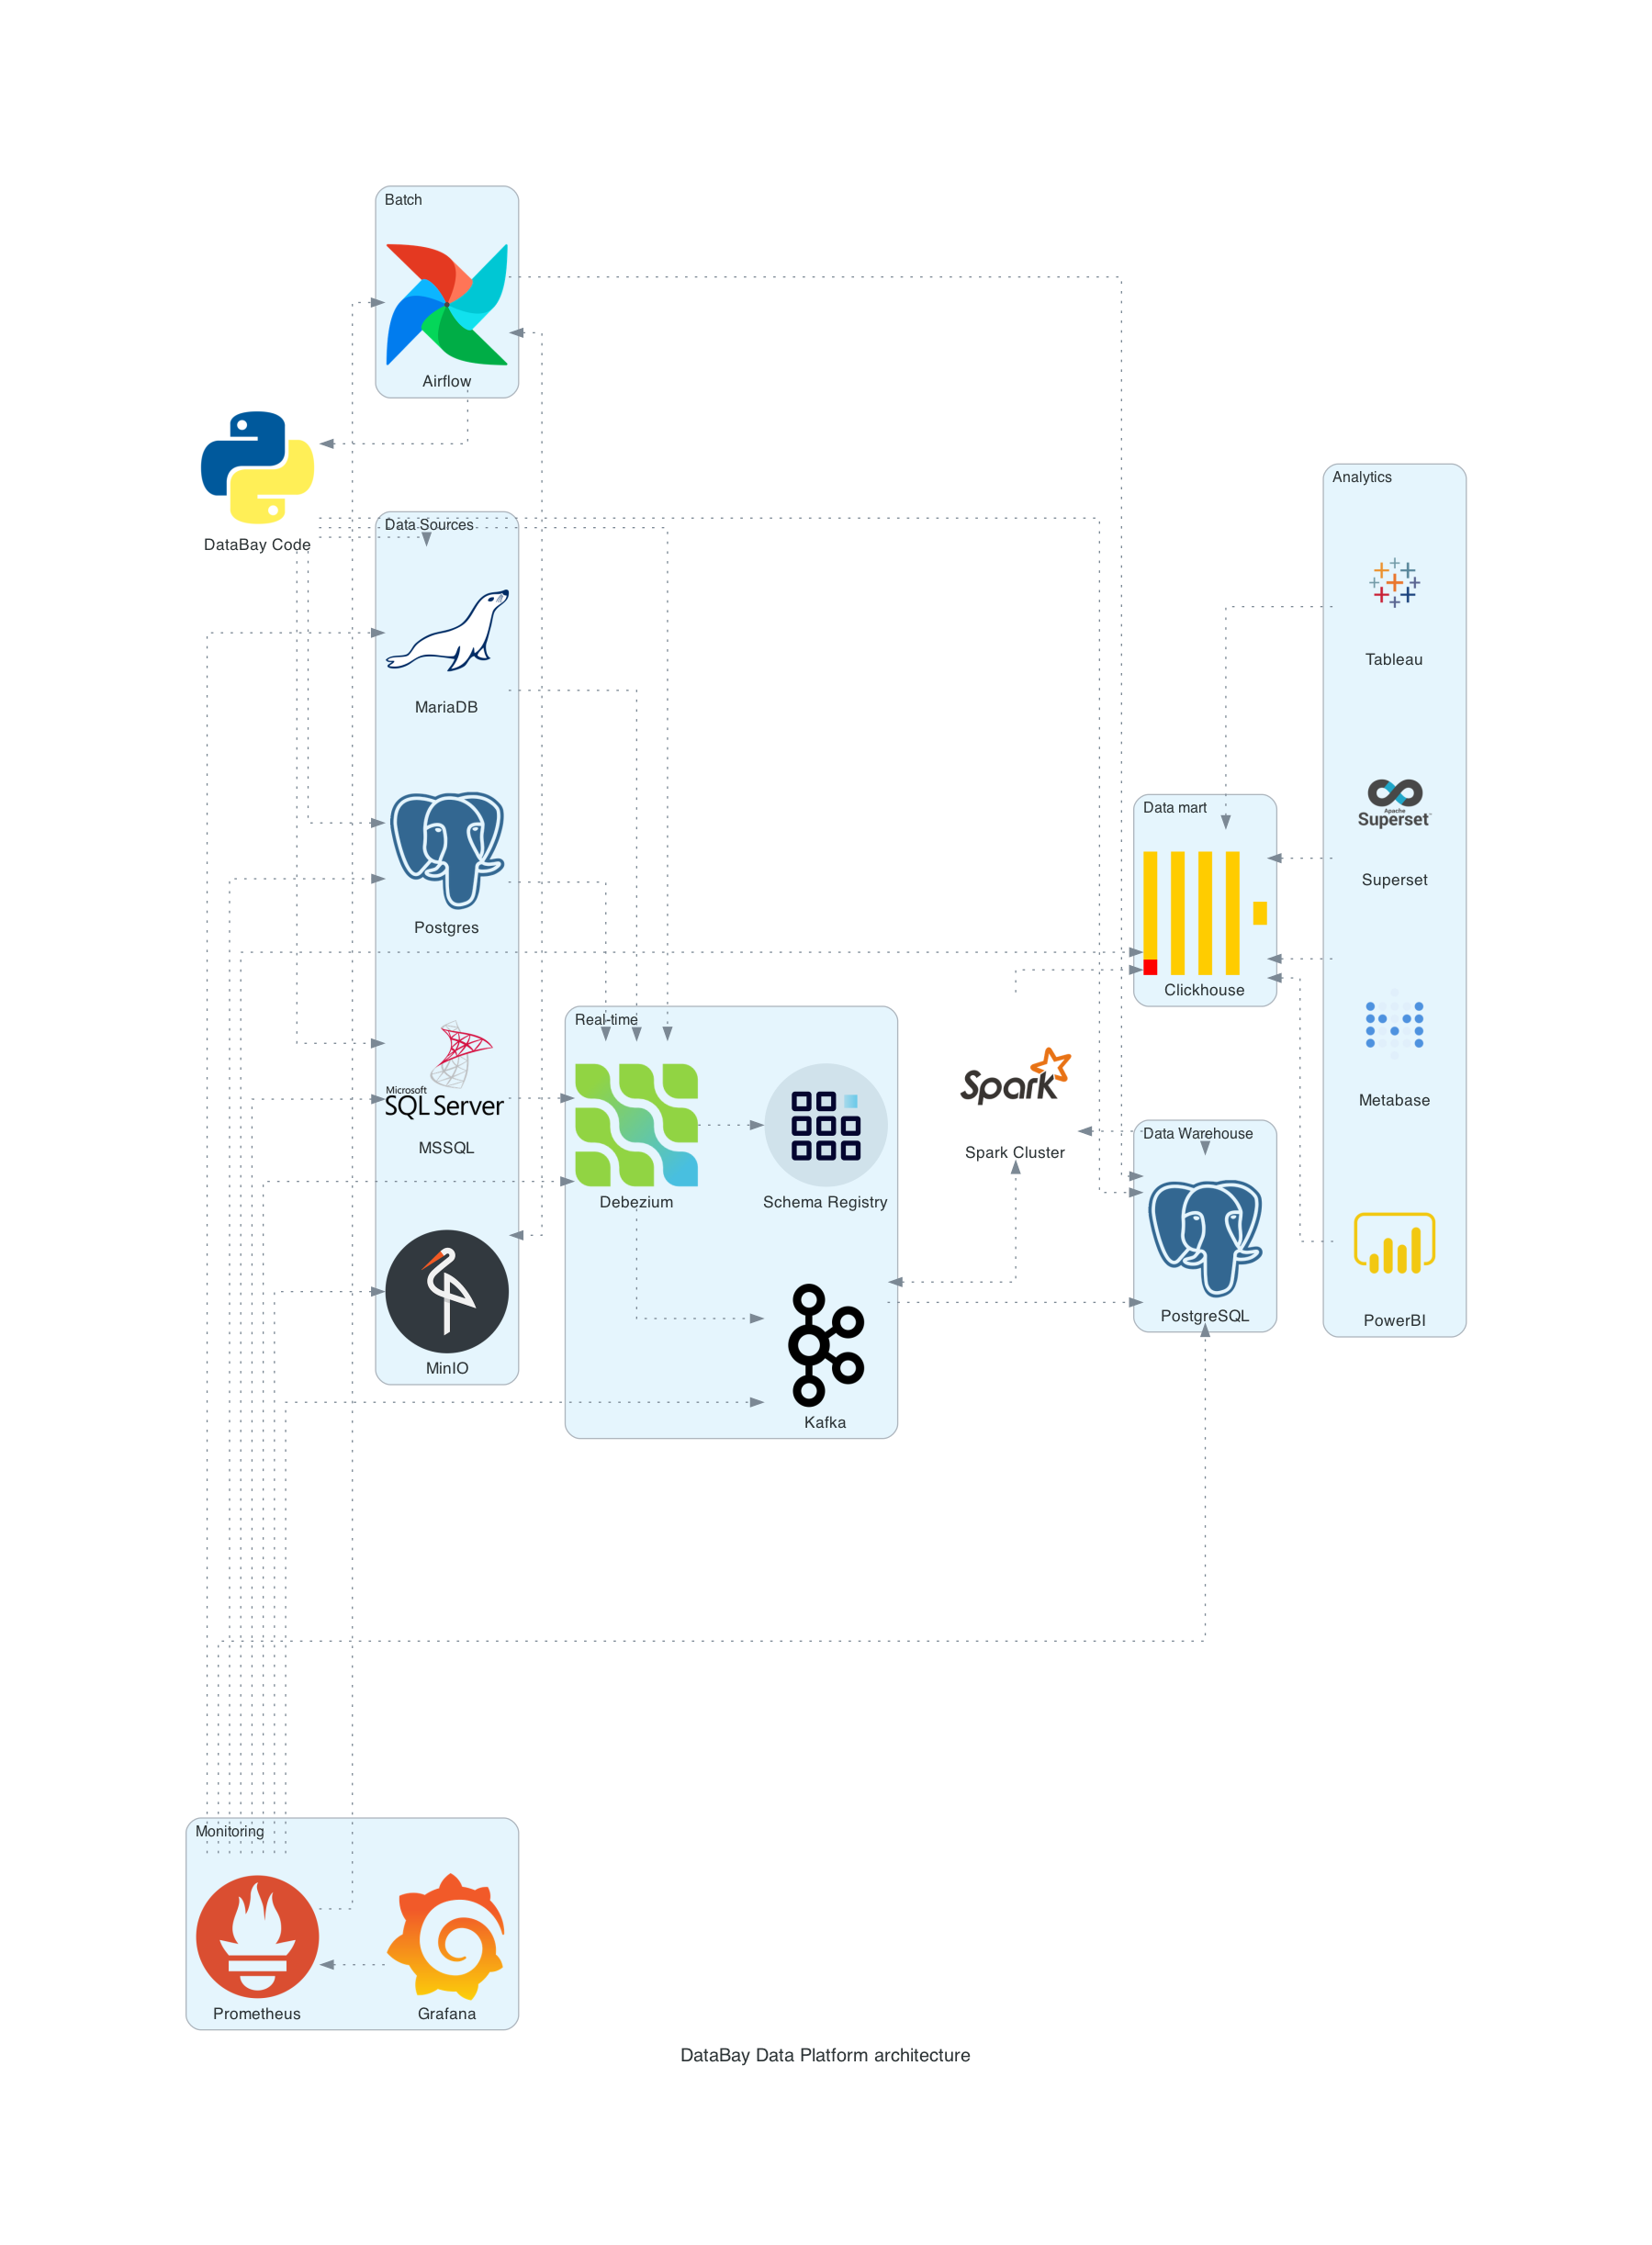 Batch
Airflow
DataBay Code
Data Sources
MariaDB
Postgres
Microsoft
SQL Server
MSSQL
MinIO
Real-time
Debezium
Schema Registry
Kafka
Spark
Spark Cluster
Data mart
Clickhouse
Data Warehouse
PostgreSQL
Analytics
Tableau
Apache
Superset
Superset
Metabase
PowerBI
Monitoring
Prometheus
Grafana
DataBay Data Platform architecture